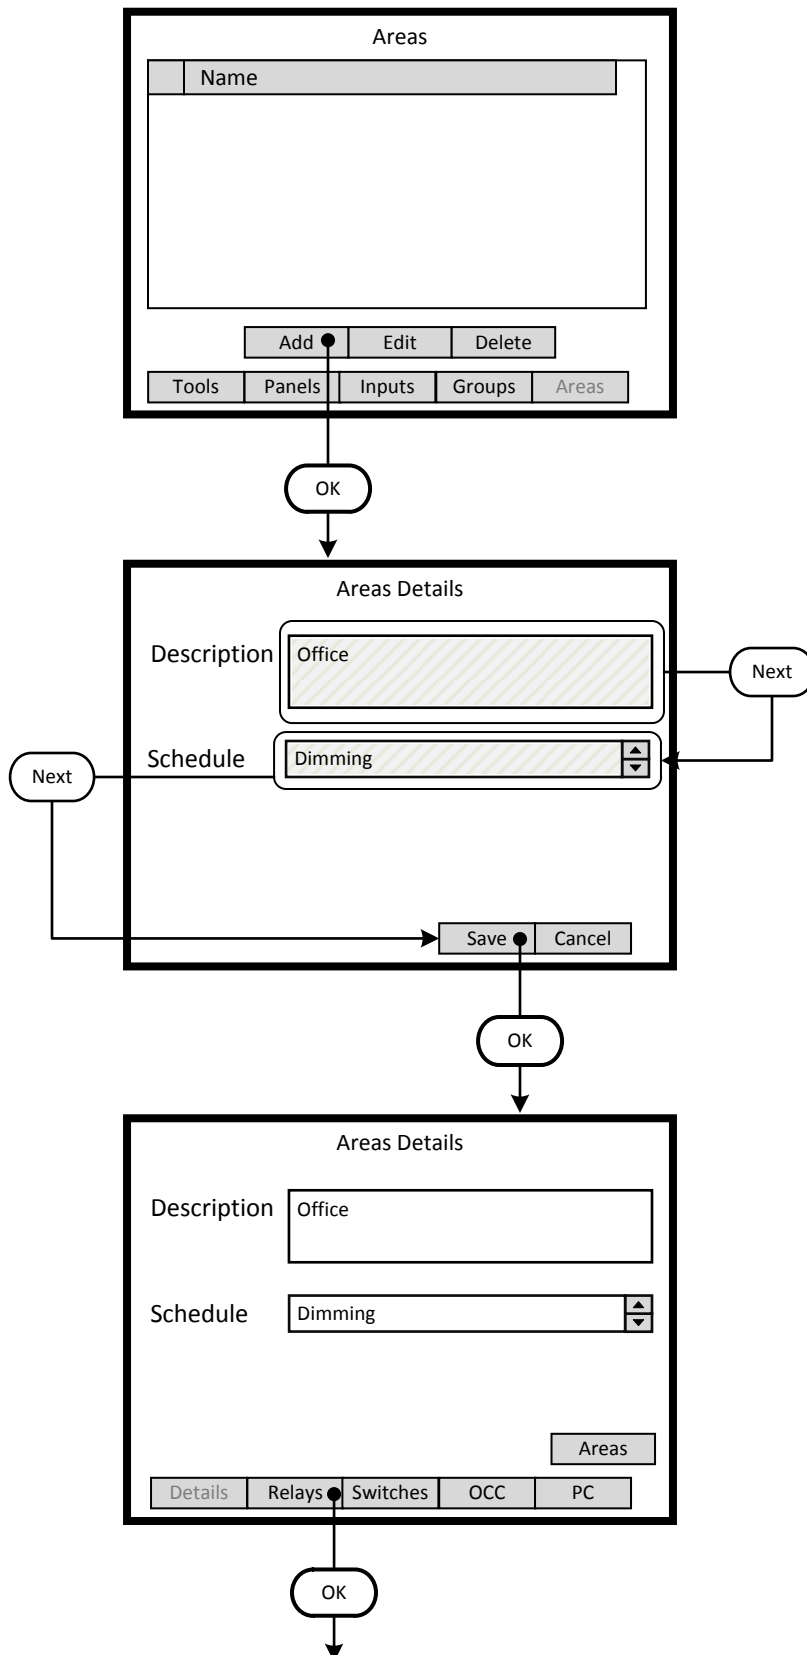 Areas
Name
Add Edit Delete
Tools Panels Inputs Groups Areas
OK
Areas Details
Description Office
Next
Schedule Dimming
Next
Save Cancel
OK
Areas Details
Description Office
Schedule Dimming
Areas
Details Relays Switches OCC PC
OK